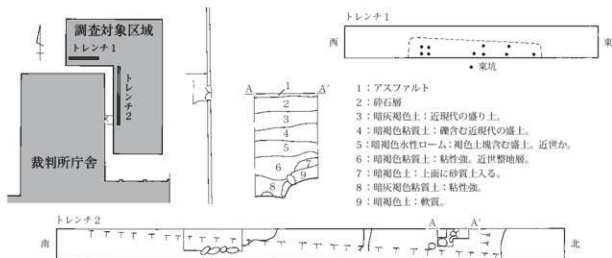 調査対象区域
トレンチ1
トレンチ2
裁判所庁舎
A 1 A′
2
3
4
5
6
7
8
9
トレンチ1
西
東
• 東坑
1：アスファルト
2：砕石層
3：暗灰褐色土：近現代の盛り土。
4：暗褐色粘質土：礫含む近現代の盛土。
5：暗褐色水性ローム：褐色土塊含む盛土。近世か。
6：暗褐色粘質土：粘性強。近世整地層。
7：暗褐色土：上面に砂質土入る。
8：暗灰褐色粘質土：粘性強。
9：暗褐色土：軟質。
トレンチ2
南
A A′
北